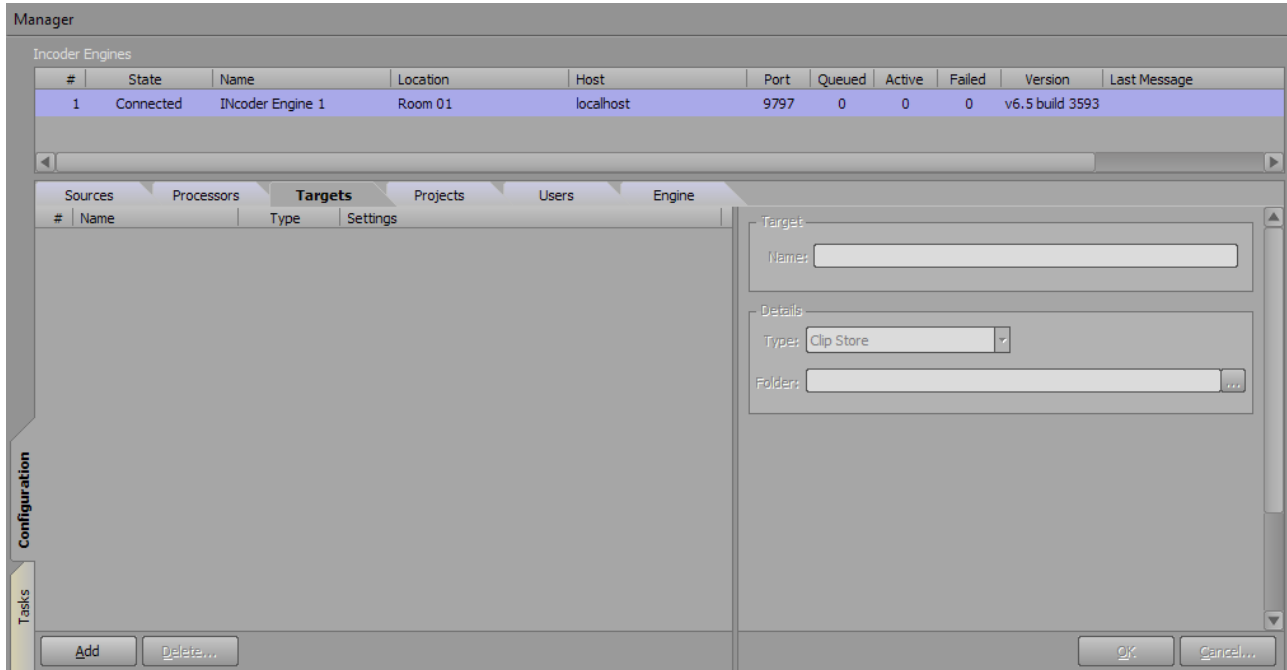 Manager
Incoder Engines
# State Name Location Host Port Queued Active Failed Version Last Message
1 Connected INcoder Engine 1 Room 01 localhost 9797 0 0 0 v6.5 build 3593
Sources Processors Targets Projects Users Engine
# Name Type Settings
Target
Name:
Details
Type: Clip Store
Folder: ...
Configuration
Tasks
Add Delete... OK Cancel...